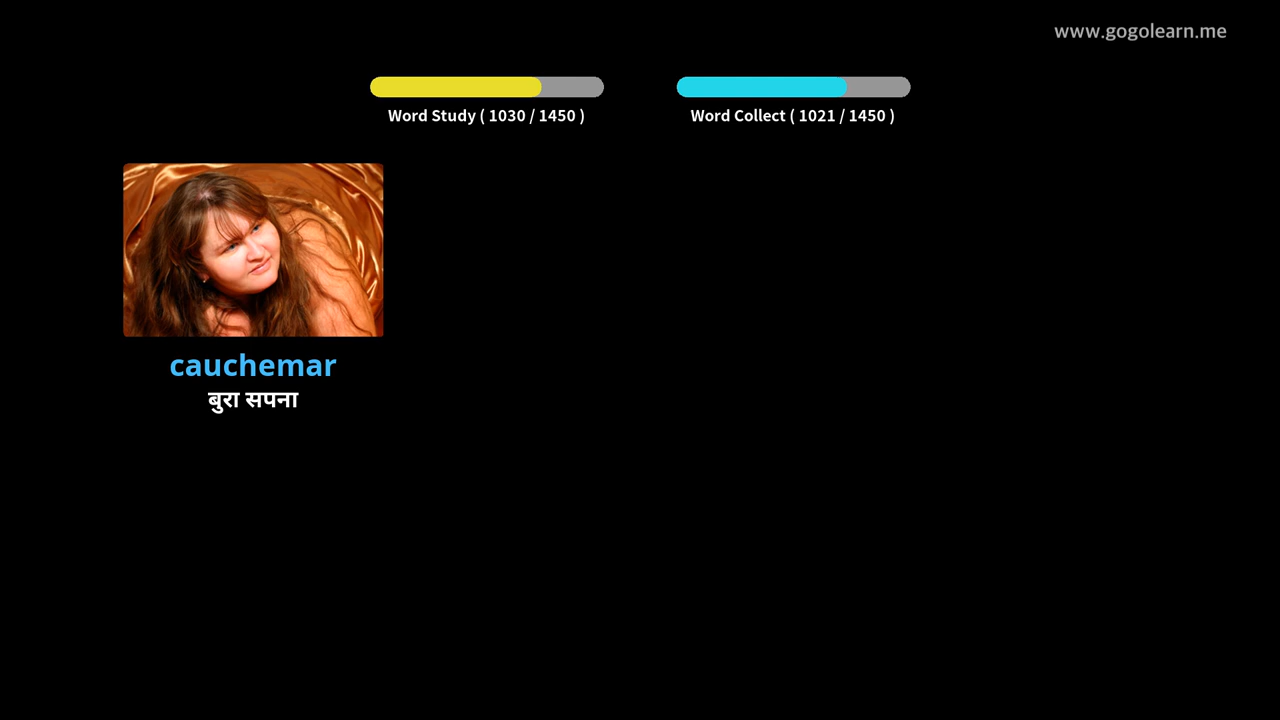 www.gogolearn.me
Word Study ( 1030 / 1450 )
Word Collect ( 1021 / 1450 )
cauchemar
बुरा सपना